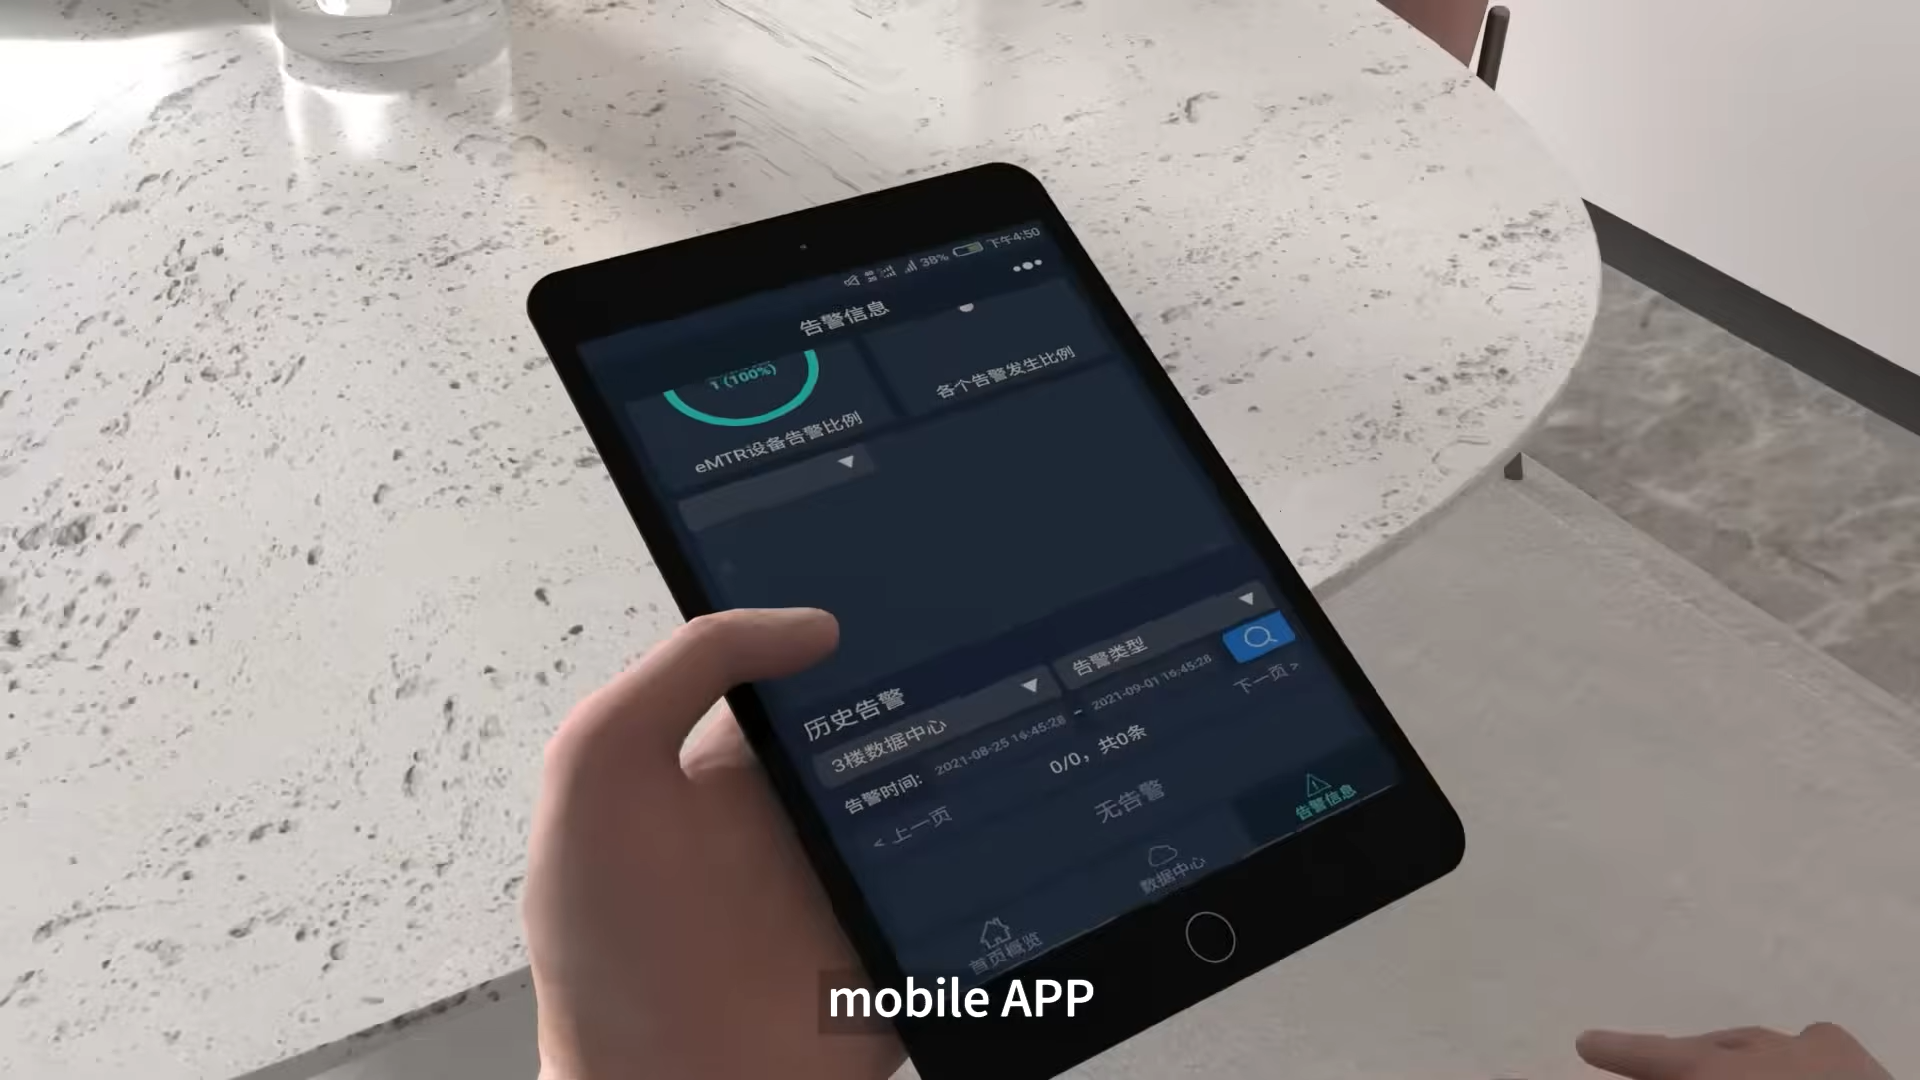 38% 下午4:50
告警信息
1 (100%)
eMTR设备告警比例
各个告警发生比例
历史告警
3楼数据中心
告警类型
告警时间: 2021-08-25 16:45:28 - 2021-09-01 16:45:28
< 上一页
0/0，共0条
下一页 >
无告警
首页概览
数据中心
告警信息
mobile APP